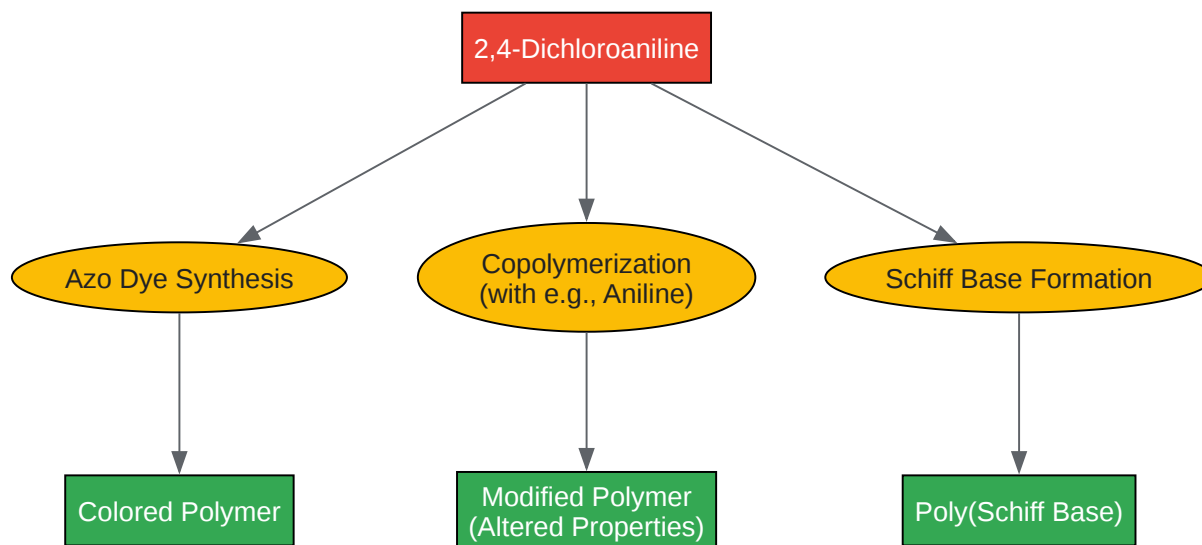 2,4-Dichloroaniline
Azo Dye Synthesis
Copolymerization
(with e.g., Aniline)
Schiff Base Formation
Colored Polymer
Modified Polymer
(Altered Properties)
Poly(Schiff Base)